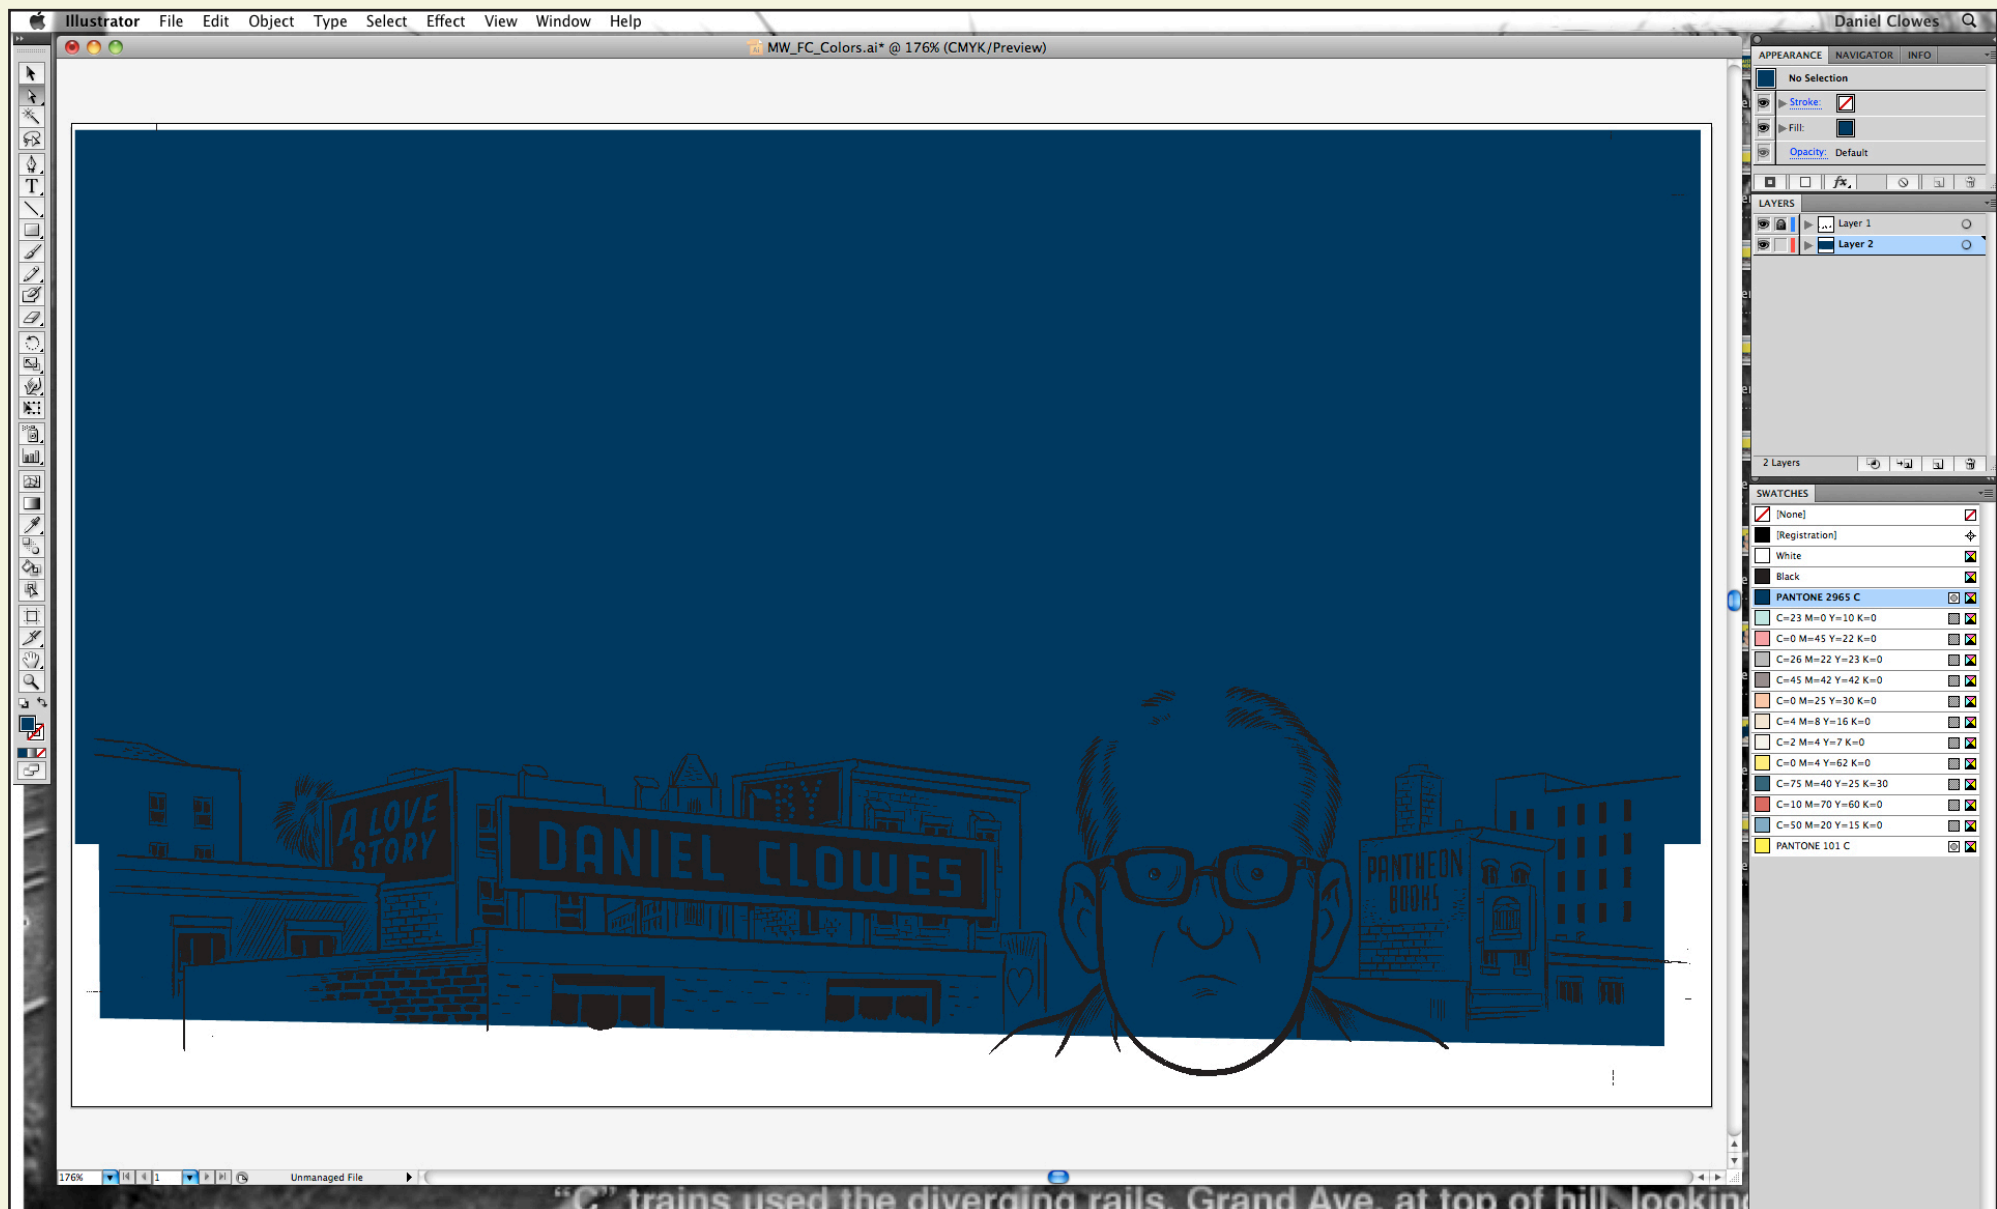 Illustrator File Edit Object Type Select Effect View Window Help Daniel Clowes
MW_FC_Colors.ai* @ 176% (CMYK/Preview)
APPEARANCE NAVIGATOR INFO
No Selection
Stroke:
Fill:
Opacity: Default
fx
LAYERS
Layer 1
Layer 2
2 Layers
SWATCHES
[None]
[Registration]
White
Black
PANTONE 2965 C
C=23 M=0 Y=10 K=0
C=0 M=45 Y=22 K=0
C=26 M=22 Y=23 K=0
C=45 M=42 Y=42 K=0
C=0 M=25 Y=30 K=0
C=4 M=8 Y=16 K=0
C=2 M=4 Y=7 K=0
C=0 M=4 Y=62 K=0
C=75 M=40 Y=25 K=30
C=10 M=70 Y=60 K=0
C=50 M=20 Y=15 K=0
PANTONE 101 C
A LOVE
STORY
BY
DANIEL CLOWES
PANTHEON
BOOKS
176% 1 Unmanaged File
“C” trains used the diverging rails. Grand Ave. at top of hill, looking